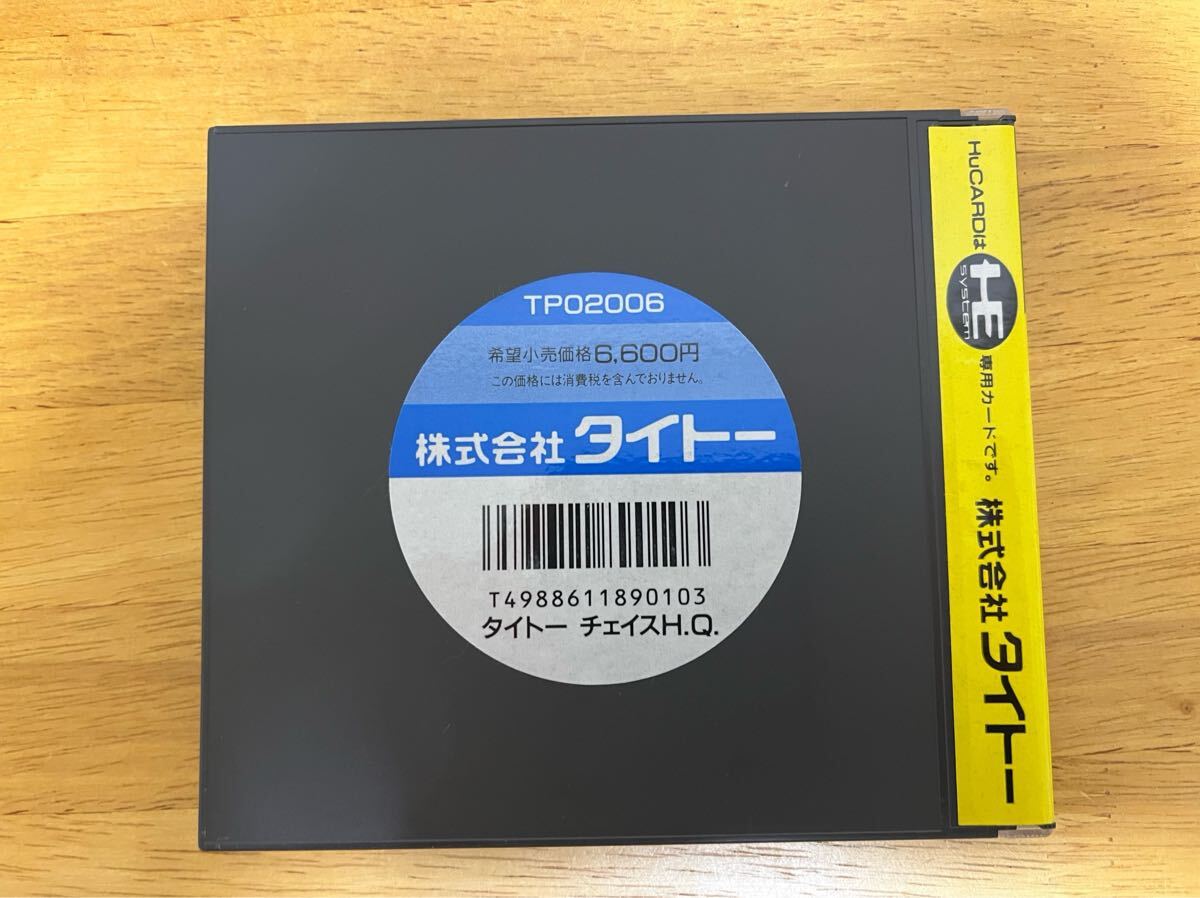 TP02006
希望小売価格6,600円
この価格には消費税を含んでおりません。
株式会社タイトー
T4988611890103
タイトー チェイスH.Q.
HuCARDは HE system 専用カードです。 株式会社タイトー